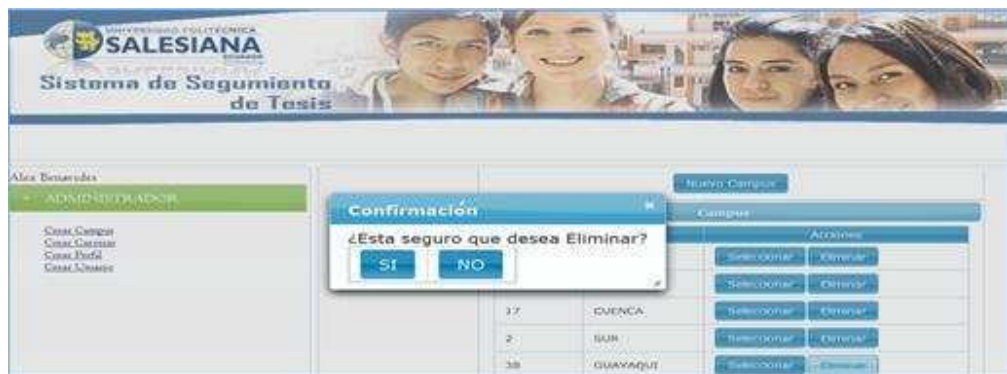 UNIVERSIDAD POLITÉCNICA
SALESIANA
ECUADOR
Sistema de Segumiento
de Tesis
Alex Benavides
ADMINISTRADOR
Crear Campus
Crear Carreras
Crear Perfil
Crear Usuario
Nuevo Campus
Campus
Acciones
Confirmación
¿Esta seguro que desea Eliminar?
SI NO
Seleccionar Eliminar
Seleccionar Eliminar
17 CUENCA Seleccionar Eliminar
2 SUR Seleccionar Eliminar
38 GUAYAQUI Seleccionar Eliminar